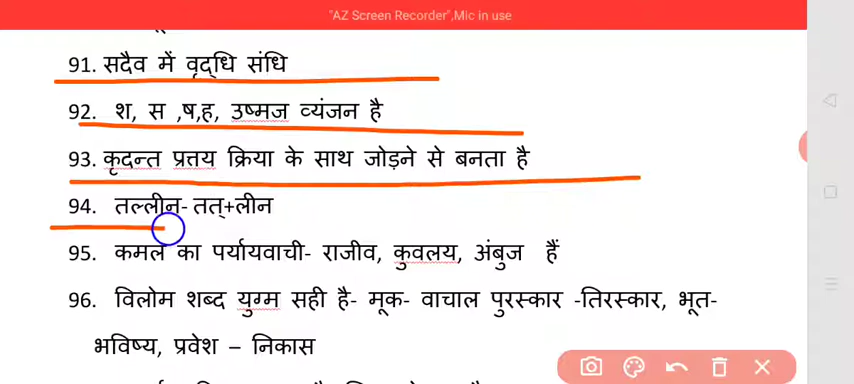 "AZ Screen Recorder",Mic in use
91. सदैव में वृद्धि संधि
92. श, स ,ष,ह, उष्मज व्यंजन है
93. कृदन्त प्रत्तय क्रिया के साथ जोड़ने से बनता है
94. तल्लीन- तत्+लीन
95. कमल का पर्यायवाची- राजीव, कुवलय, अंबुज हैं
96. विलोम शब्द युग्म सही है- मूक- वाचाल पुरस्कार -तिरस्कार, भूत-
भविष्य, प्रवेश – निकास